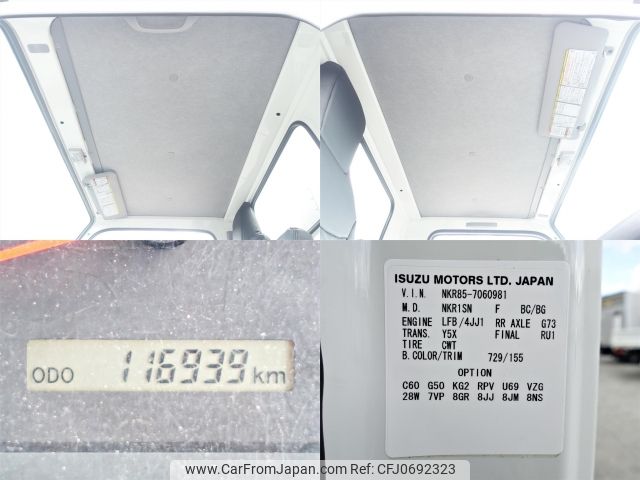 ODO 116939 km
ISUZU MOTORS LTD. JAPAN
V.I.N. NKR85-7060981
M.D. NKR1SN F BC/BG
ENGINE LFB/4JJ1 RR AXLE G73
TRANS. Y5X FINAL RU1
TIRE CWT
B.COLOR/TRIM 729/155
OPTION
C60 G50 KG2 RPV U69 VZG
28W 7VP 8GR 8JJ 8JM 8NS
www.CarFromJapan.com - CFJ0692323